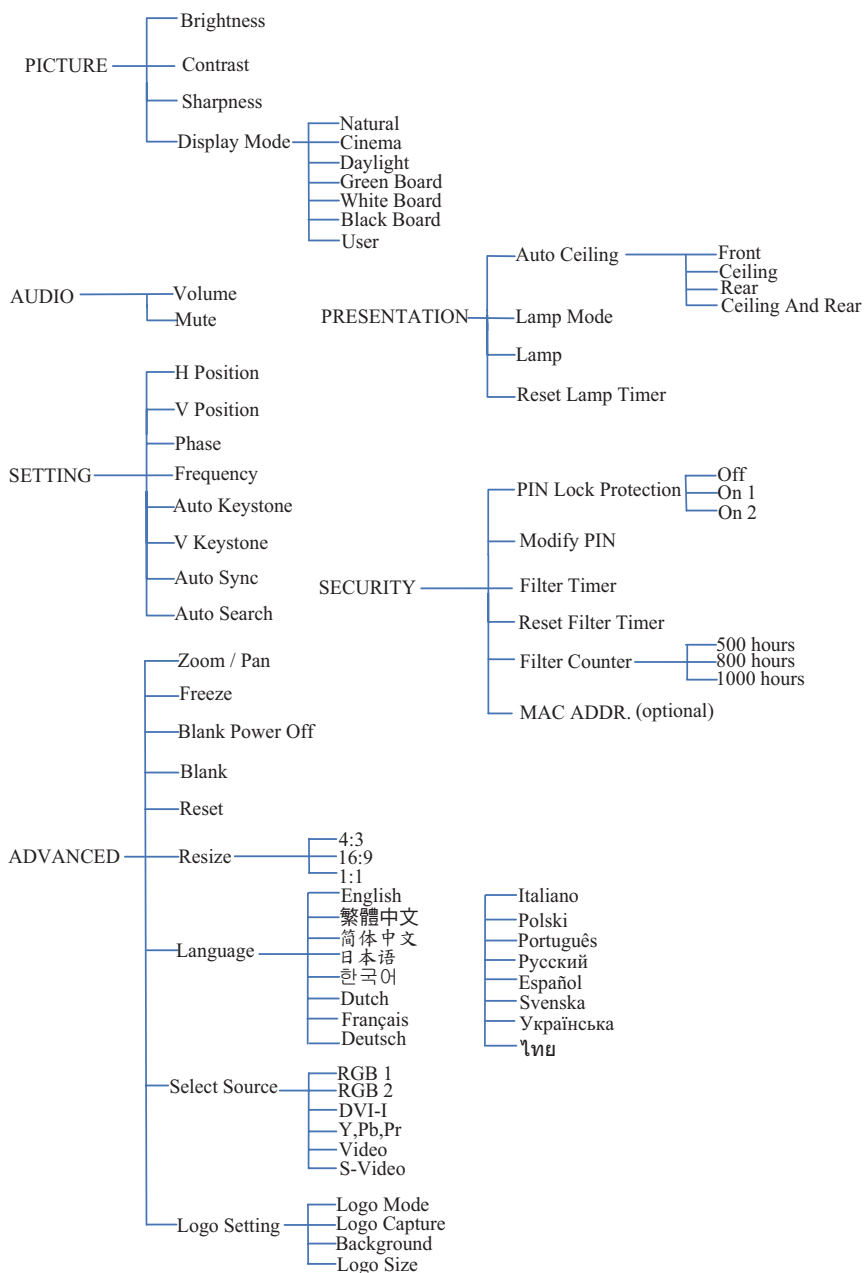 PICTURE
Brightness
Contrast
Sharpness
Display Mode
Natural
Cinema
Daylight
Green Board
White Board
Black Board
User
AUDIO
Volume
Mute
SETTING
H Position
V Position
Phase
Frequency
Auto Keystone
V Keystone
Auto Sync
Auto Search
ADVANCED
Zoom / Pan
Freeze
Blank Power Off
Blank
Reset
Resize
4:3
16:9
1:1
Language
English
繁體中文
简体中文
日本语
한국어
Dutch
Français
Deutsch
Italiano
Polski
Português
Русский
Español
Svenska
Українська
ไทย
Select Source
RGB 1
RGB 2
DVI-I
Y,Pb,Pr
Video
S-Video
Logo Setting
Logo Mode
Logo Capture
Background
Logo Size
PRESENTATION
Auto Ceiling
Front
Ceiling
Rear
Ceiling And Rear
Lamp Mode
Lamp
Reset Lamp Timer
SECURITY
PIN Lock Protection
Off
On 1
On 2
Modify PIN
Filter Timer
Reset Filter Timer
Filter Counter
500 hours
800 hours
1000 hours
MAC ADDR. (optional)